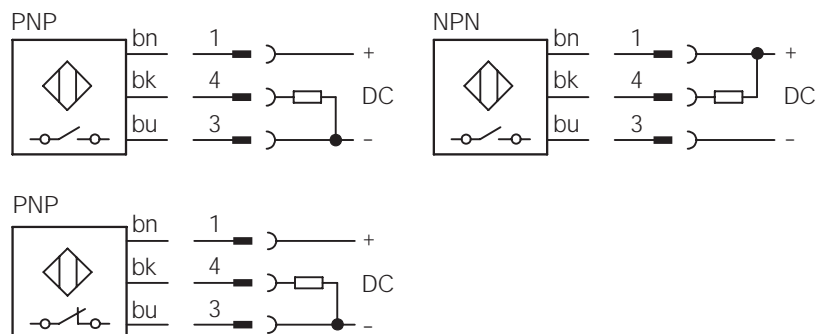 PNP
bn 1 +
bk 4 DC
bu 3 –
NPN
bn 1 +
bk 4 DC
bu 3 –
PNP
bn 1 +
bk 4 DC
bu 3 –